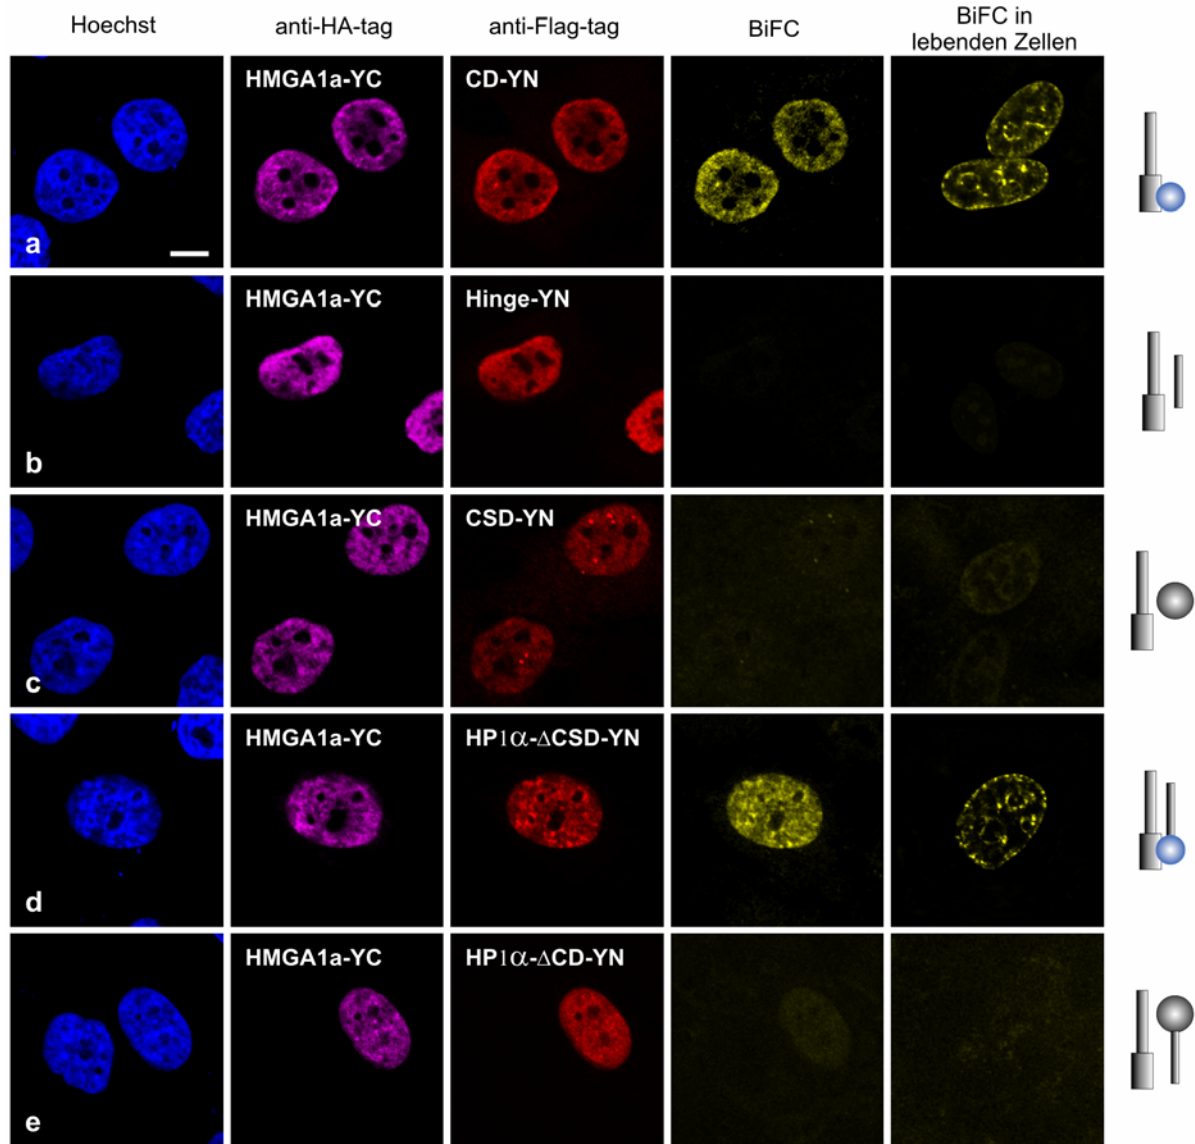 Hoechst
anti-HA-tag
anti-Flag-tag
BiFC
BiFC in
lebenden Zellen
HMGA1a-YC
CD-YN
a
HMGA1a-YC
Hinge-YN
b
HMGA1a-YC
CSD-YN
c
HMGA1a-YC
HP1α-ΔCSD-YN
d
HMGA1a-YC
HP1α-ΔCD-YN
e